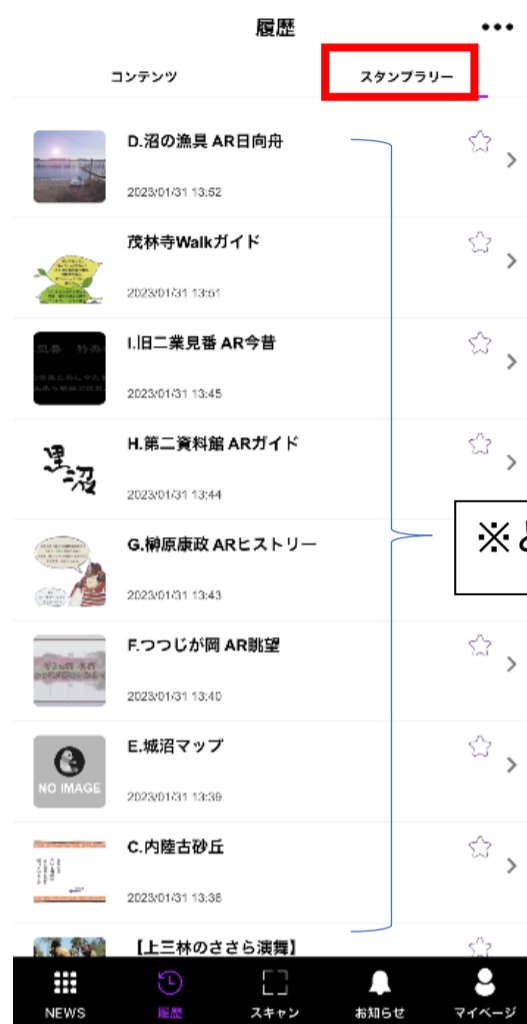 履歴
コンテンツ
スタンプラリー
D.沼の漁具 AR日向舟
2023/01/31 13:52
茂林寺Walkガイド
2023/01/31 13:51
I.旧二業見番 AR今昔
2023/01/31 13:45
黒沼
H.第二資料館 ARガイド
2023/01/31 13:44
※
G.榊原康政 ARヒストリー
2023/01/31 13:43
F.つつじが岡 AR眺望
2023/01/31 13:40
NO IMAGE
E.城沼マップ
2023/01/31 13:39
C.内陸古砂丘
2023/01/31 13:38
【上三林のささら演舞】
NEWS
履歴
スキャン
お知らせ
マイページ